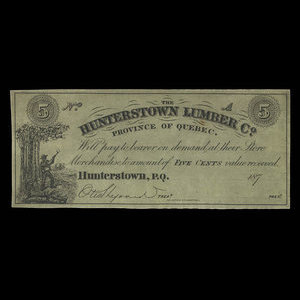 THE
5 No. HUNTERSTOWN LUMBER Co. A 5
PROVINCE OF QUEBEC.
Will pay to bearer on demand at their Store
Merchandise to amount of FIVE CENTS value received
Hunterstown, P.Q. 187